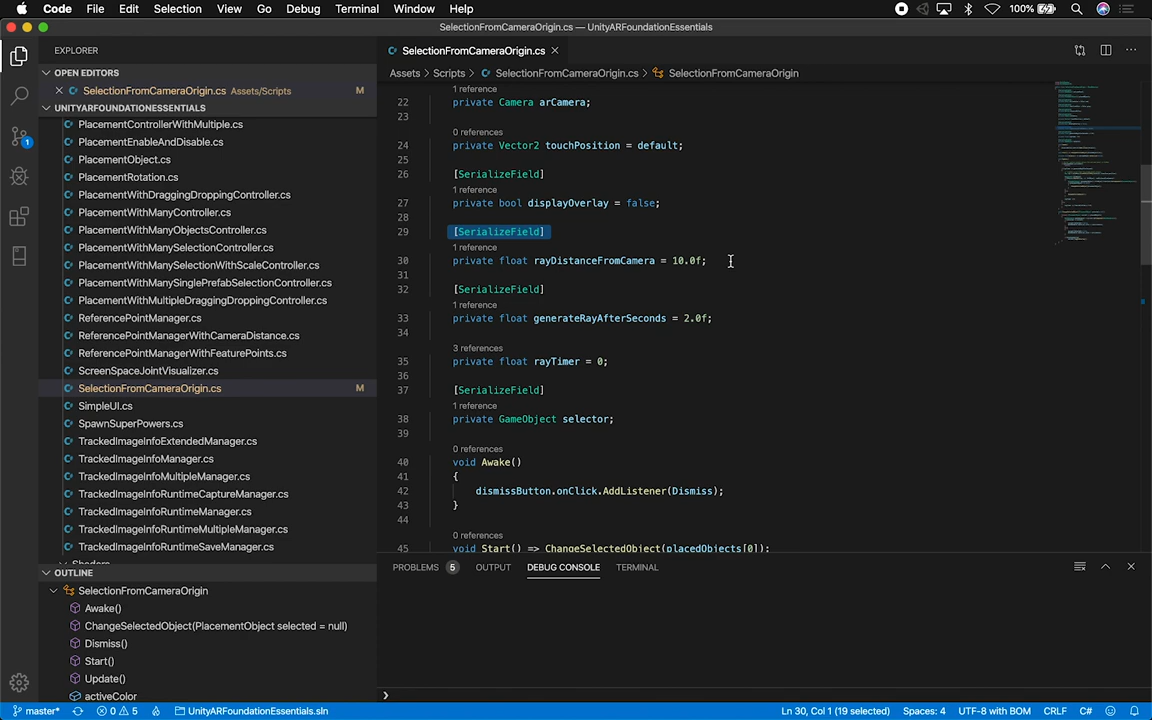 Code File Edit Selection View Go Debug Terminal Window Help 100%
SelectionFromCameraOrigin.cs — UnityARFoundationEssentials
EXPLORER
OPEN EDITORS
SelectionFromCameraOrigin.cs Assets/Scripts M
UNITYARFOUNDATIONESSENTIALS
PlacementControllerWithMultiple.cs
PlacementEnableAndDisable.cs
PlacementObject.cs
PlacementRotation.cs
PlacementWithDraggingDroppingController.cs
PlacementWithManyController.cs
PlacementWithManyObjectsController.cs
PlacementWithManySelectionController.cs
PlacementWithManySelectionWithScaleController.cs
PlacementWithManySinglePrefabSelectionController.cs
PlacementWithMultipleDraggingDroppingController.cs
ReferencePointManager.cs
ReferencePointManagerWithCameraDistance.cs
ReferencePointManagerWithFeaturePoints.cs
ScreenSpaceJointVisualizer.cs
SelectionFromCameraOrigin.cs M
SimpleUI.cs
SpawnSuperPowers.cs
TrackedImageInfoExtendedManager.cs
TrackedImageInfoManager.cs
TrackedImageInfoMultipleManager.cs
TrackedImageInfoRuntimeCaptureManager.cs
TrackedImageInfoRuntimeManager.cs
TrackedImageInfoRuntimeMultipleManager.cs
TrackedImageInfoRuntimeSaveManager.cs
Shaders
OUTLINE
SelectionFromCameraOrigin
Awake()
ChangeSelectedObject(PlacementObject selected = null)
Dismiss()
Start()
Update()
activeColor
1
SelectionFromCameraOrigin.cs
Assets > Scripts > SelectionFromCameraOrigin.cs > SelectionFromCameraOrigin
1 reference
22 private Camera arCamera;
23
0 references
24 private Vector2 touchPosition = default;
25
26 [SerializeField]
1 reference
27 private bool displayOverlay = false;
28
29 [SerializeField]
1 reference
30 private float rayDistanceFromCamera = 10.0f;
31
32 [SerializeField]
1 reference
33 private float generateRayAfterSeconds = 2.0f;
34
3 references
35 private float rayTimer = 0;
36
37 [SerializeField]
1 reference
38 private GameObject selector;
39
0 references
40 void Awake()
41 {
42 dismissButton.onClick.AddListener(Dismiss);
43 }
44
0 references
45 void Start() => ChangeSelectedObject(placedObjects[0]);
PROBLEMS 5 OUTPUT DEBUG CONSOLE TERMINAL
master* 0 5 UnityARFoundationEssentials.sln Ln 30, Col 1 (19 selected) Spaces: 4 UTF-8 with BOM CRLF C#